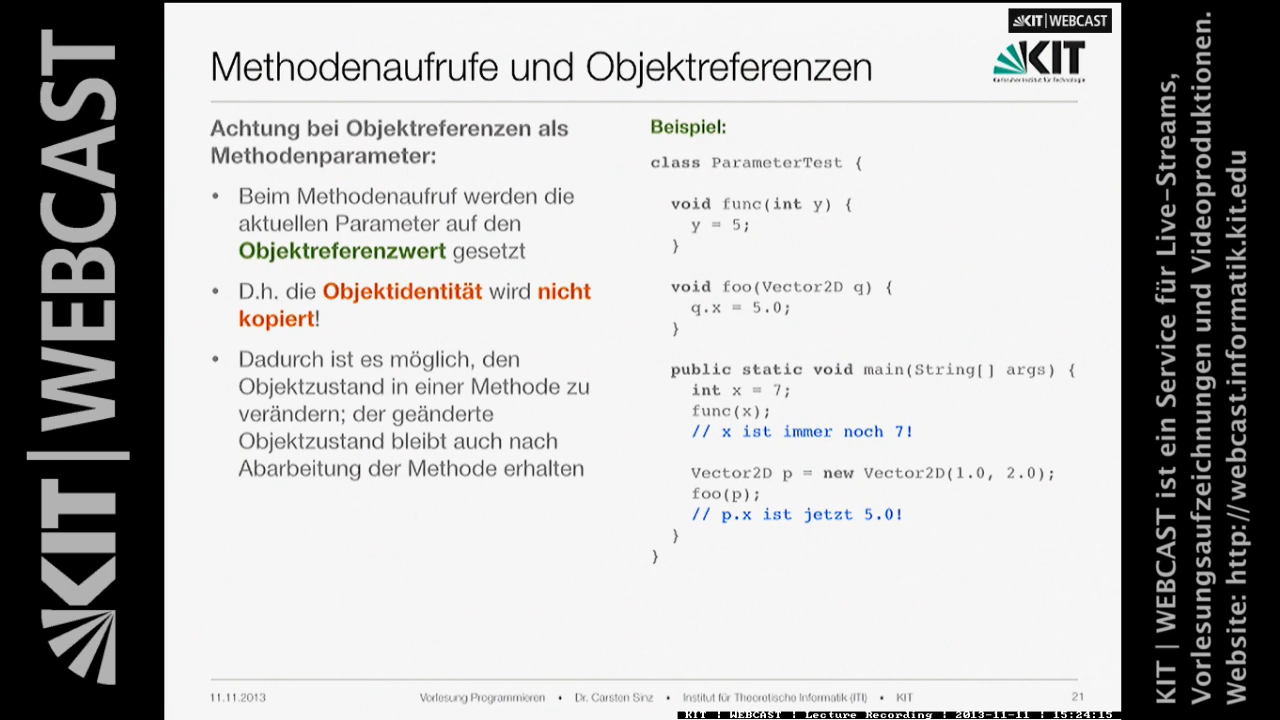 KIT | WEBCAST
KIT | WEBCAST
Methodenaufrufe und Objektreferenzen
KIT
Karlsruher Institut für Technologie
Achtung bei Objektreferenzen als
Methodenparameter:
• Beim Methodenaufruf werden die
aktuellen Parameter auf den
Objektreferenzwert gesetzt
• D.h. die Objektidentität wird nicht
kopiert!
• Dadurch ist es möglich, den
Objektzustand in einer Methode zu
verändern; der geänderte
Objektzustand bleibt auch nach
Abarbeitung der Methode erhalten
Beispiel:
class ParameterTest {
void func(int y) {
y = 5;
}
void foo(Vector2D q) {
q.x = 5.0;
}
public static void main(String[] args) {
int x = 7;
func(x);
// x ist immer noch 7!
Vector2D p = new Vector2D(1.0, 2.0);
foo(p);
// p.x ist jetzt 5.0!
}
}
11.11.2013 Vorlesung Programmieren • Dr. Carsten Sinz • Institut für Theoretische Informatik (ITI) • KIT 21
KIT | WEBCAST | Lecture Recording | 2013-11-11 | 15:24:15
KIT | WEBCAST ist ein Service für Live-Streams,
Vorlesungsaufzeichnungen und Videoproduktionen.
Website: http://webcast.informatik.kit.edu